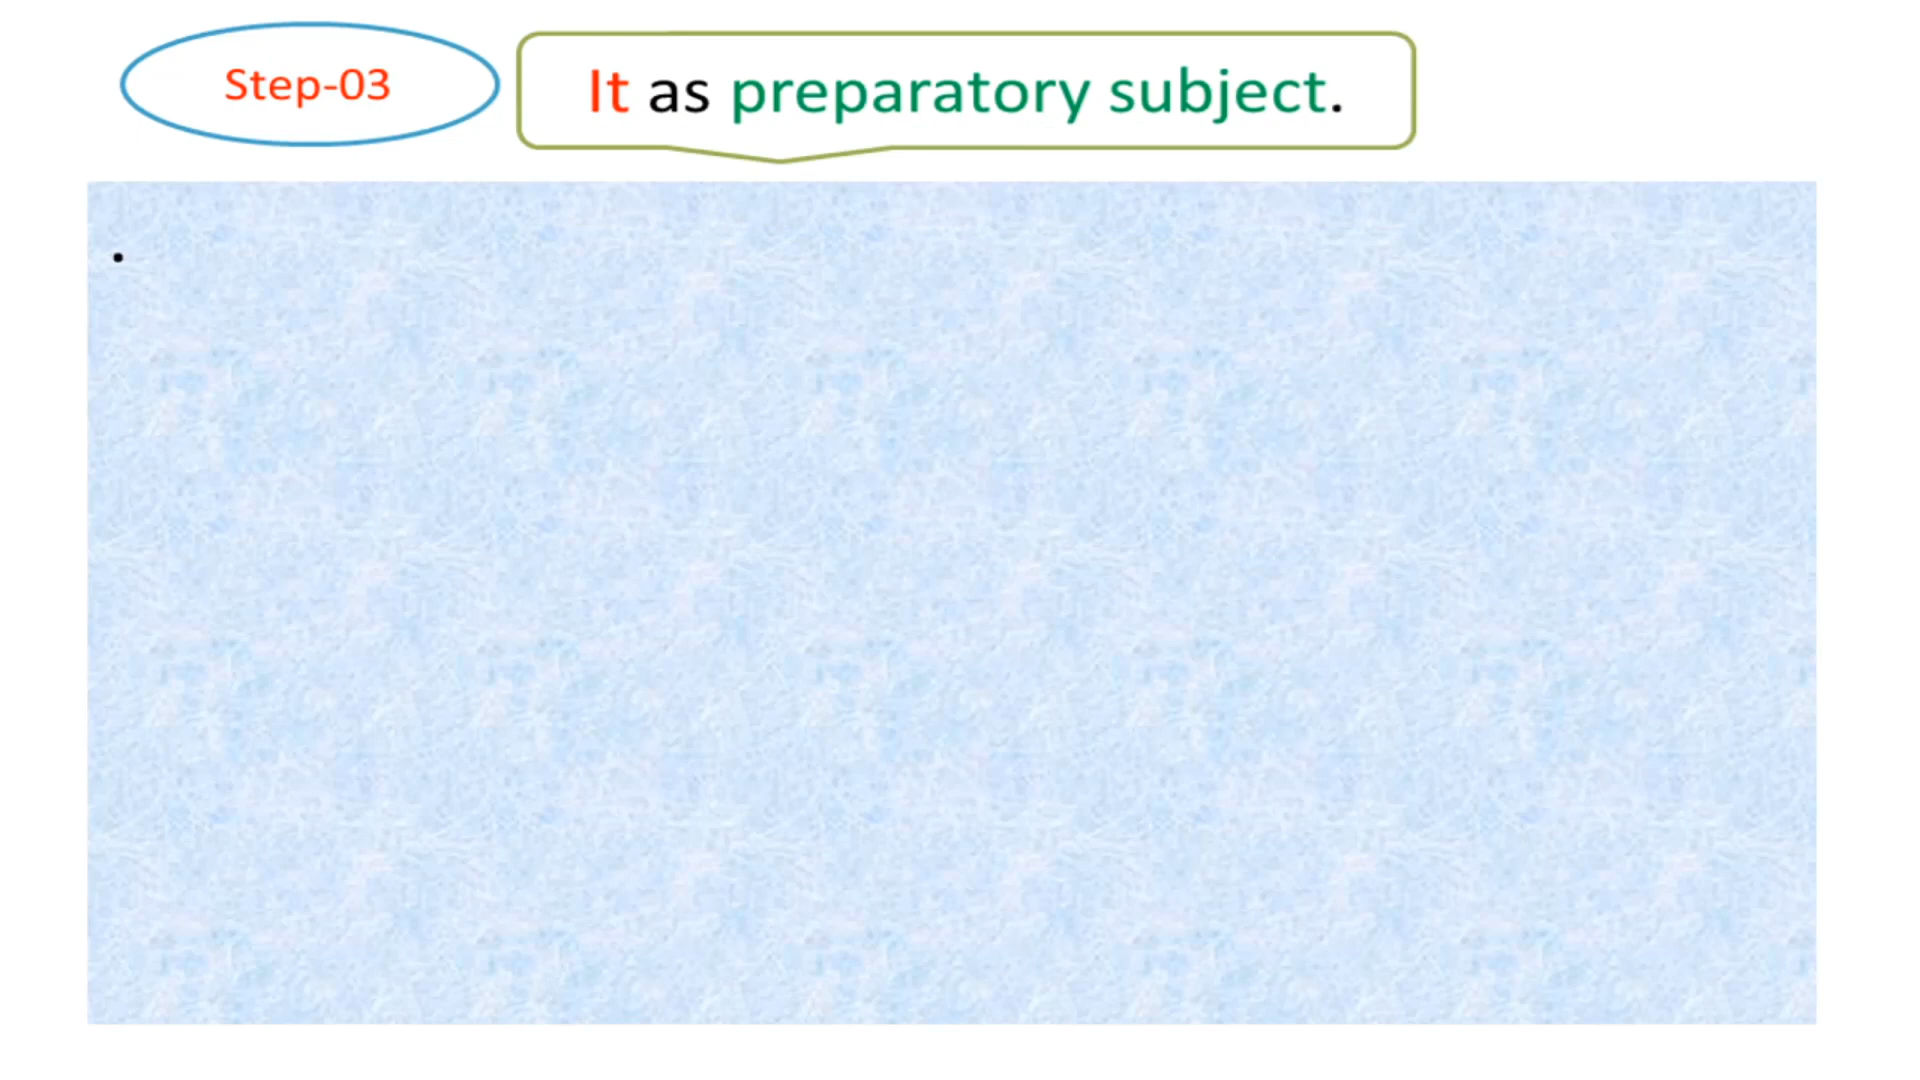 Step-03
It as preparatory subject.
.